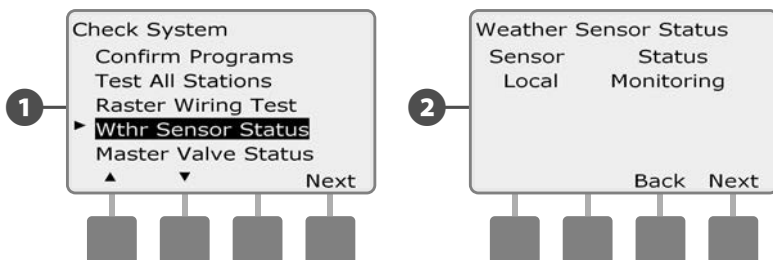 1
Check System
Confirm Programs
Test All Stations
Raster Wiring Test
► Wthr Sensor Status
Master Valve Status
▲ ▼ Next
2
Weather Sensor Status
Sensor Status
Local Monitoring
Back Next